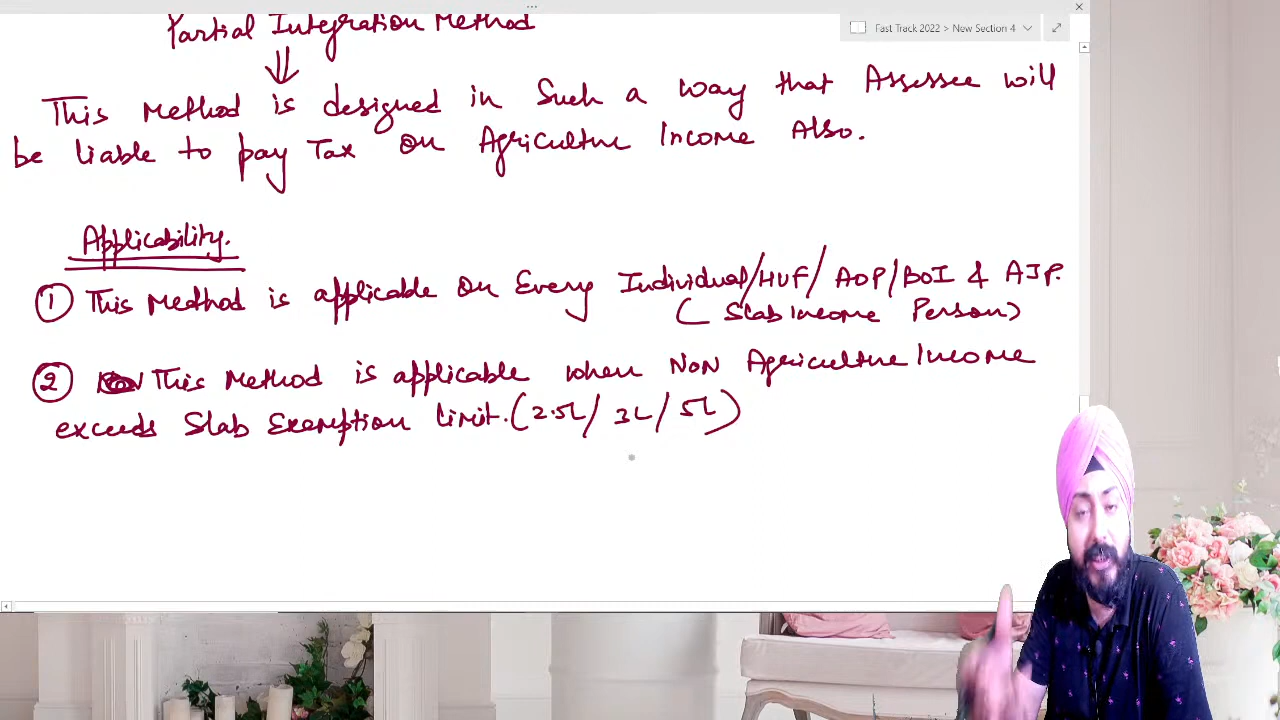 Partial Integration Method
Fast Track 2022 > New Section 4
This Method is designed in Such a way that Assessee will
be liable to pay Tax on Agriculture Income Also.
Applicability.
① This Method is applicable on Every Individual/HUF/ AOP/BOI & AJP.
( Slab income Person)
② This Method is applicable when NON Agriculture Income
exceeds Slab Exemption limit. (2.5L/ 3L/ 5L)